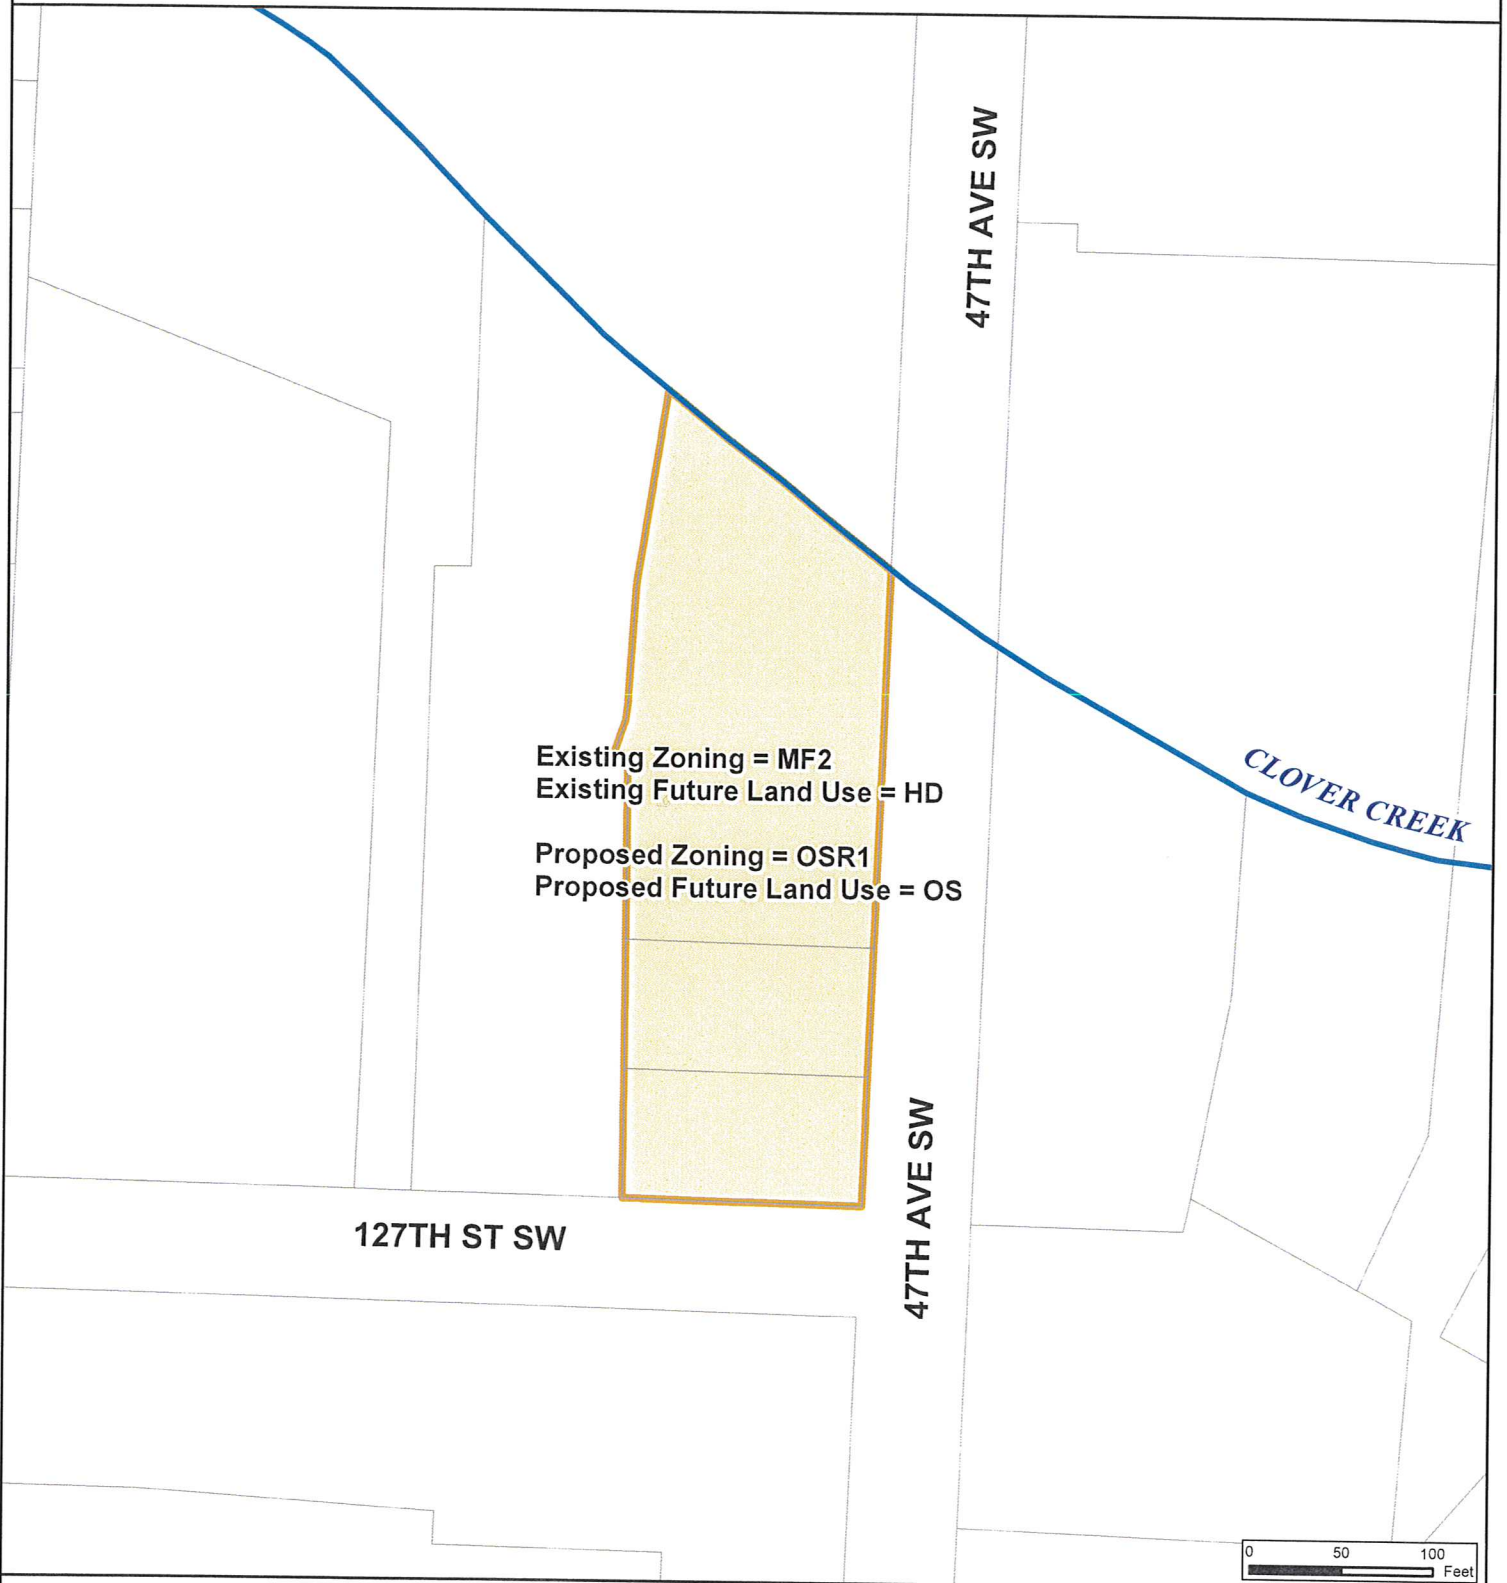 47TH AVE SW
Existing Zoning = MF2
Existing Future Land Use = HD
Proposed Zoning = OSR1
Proposed Future Land Use = OS
CLOVER CREEK
47TH AVE SW
127TH ST SW
0 50 100
Feet